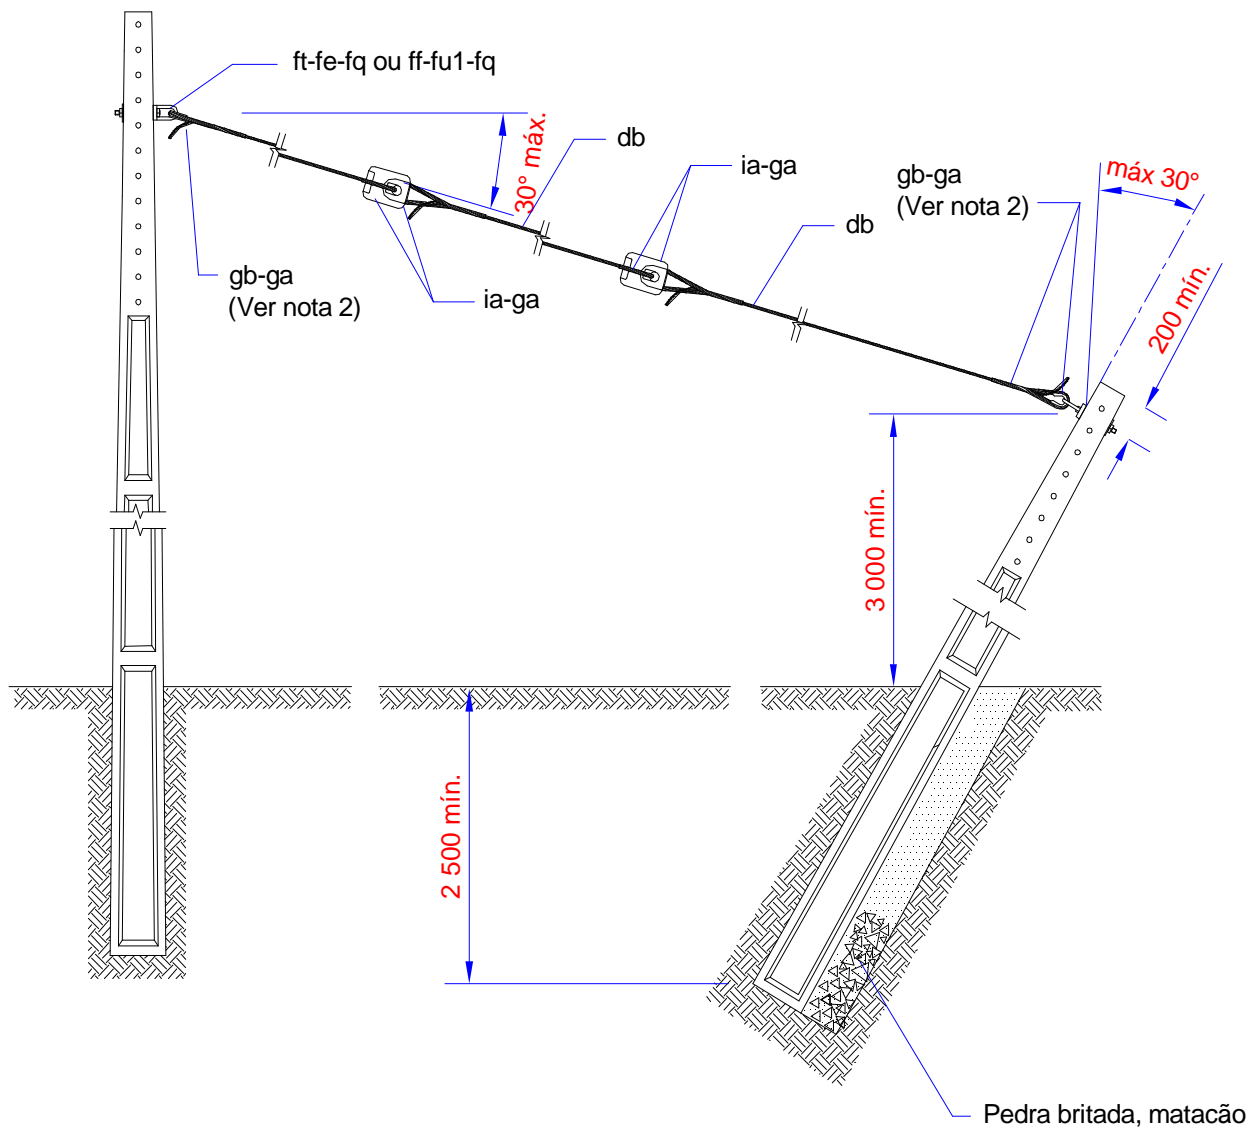 ft-fe-fq ou ff-fu1-fq
30° máx.
db
ia-ga
gb-ga
(Ver nota 2)
máx 30°
200 mín.
db
gb-ga
(Ver nota 2)
ia-ga
3 000 mín.
2 500 mín.
Pedra britada, matacão